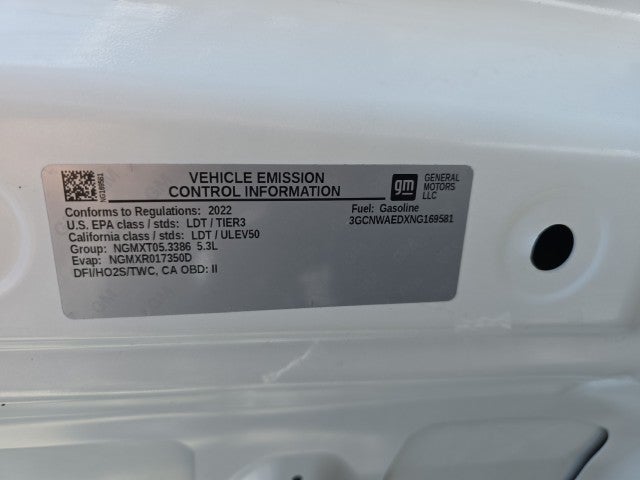 VEHICLE EMISSION
CONTROL INFORMATION
gm
GENERAL
MOTORS
LLC
NG169581
Conforms to Regulations: 2022
U.S. EPA class / stds: LDT / TIER3
California class / stds: LDT / ULEV50
Group: NGMXT05.3386 5.3L
Evap: NGMXR017350D
DFI/HO2S/TWC, CA OBD: II
Fuel: Gasoline
3GCNWAEDXNG169581